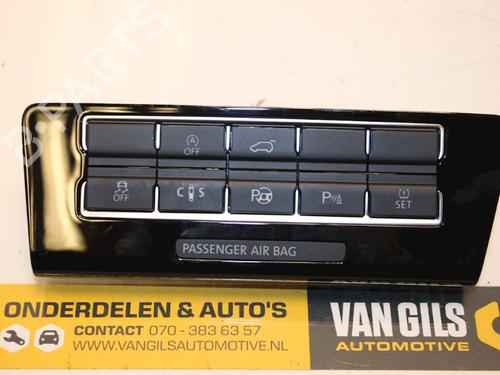 A
OFF
OFF
C S
P
P
SET
PASSENGER AIR BAG
B-PARTS
ONDERDELEN & AUTO'S
CONTACT 070 - 383 63 57
WWW.VANGILSAUTOMOTIVE.NL
VAN GILS
AUTOMOTIVE